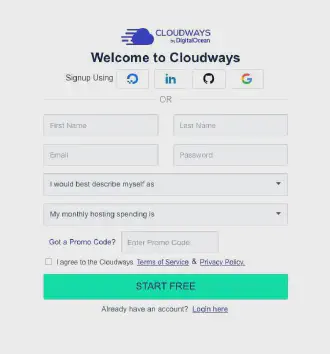 CLOUDWAYS
by DigitalOcean
Welcome to Cloudways
Signup Using
OR
First Name Last Name
Email Password
I would best describe myself as
My monthly hosting spending is
Got a Promo Code? Enter Promo Code
I agree to the Cloudways Terms of Service & Privacy Policy.
START FREE
Already have an account? Login here